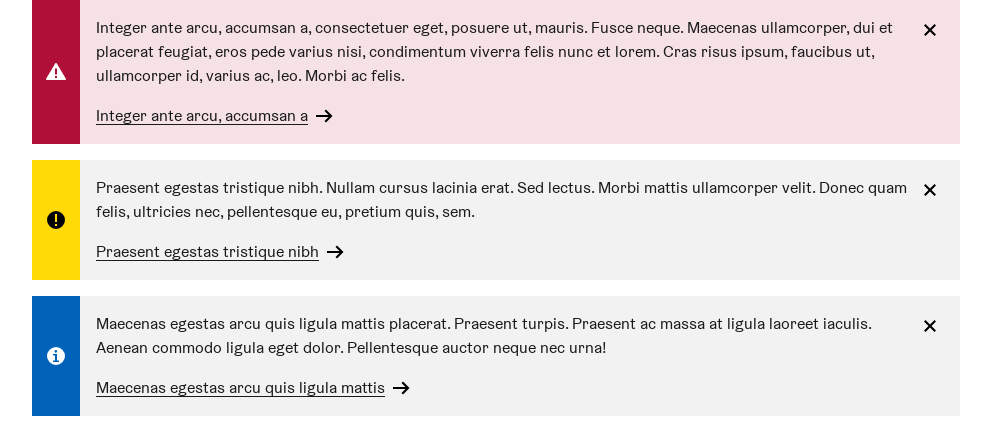 Integer ante arcu, accumsan a, consectetuer eget, posuere ut, mauris. Fusce neque. Maecenas ullamcorper, dui et
placerat feugiat, eros pede varius nisi, condimentum viverra felis nunc et lorem. Cras risus ipsum, faucibus ut,
ullamcorper id, varius ac, leo. Morbi ac felis.
Integer ante arcu, accumsan a
Praesent egestas tristique nibh. Nullam cursus lacinia erat. Sed lectus. Morbi mattis ullamcorper velit. Donec quam
felis, ultricies nec, pellentesque eu, pretium quis, sem.
Praesent egestas tristique nibh
Maecenas egestas arcu quis ligula mattis placerat. Praesent turpis. Praesent ac massa at ligula laoreet iaculis.
Aenean commodo ligula eget dolor. Pellentesque auctor neque nec urna!
Maecenas egestas arcu quis ligula mattis